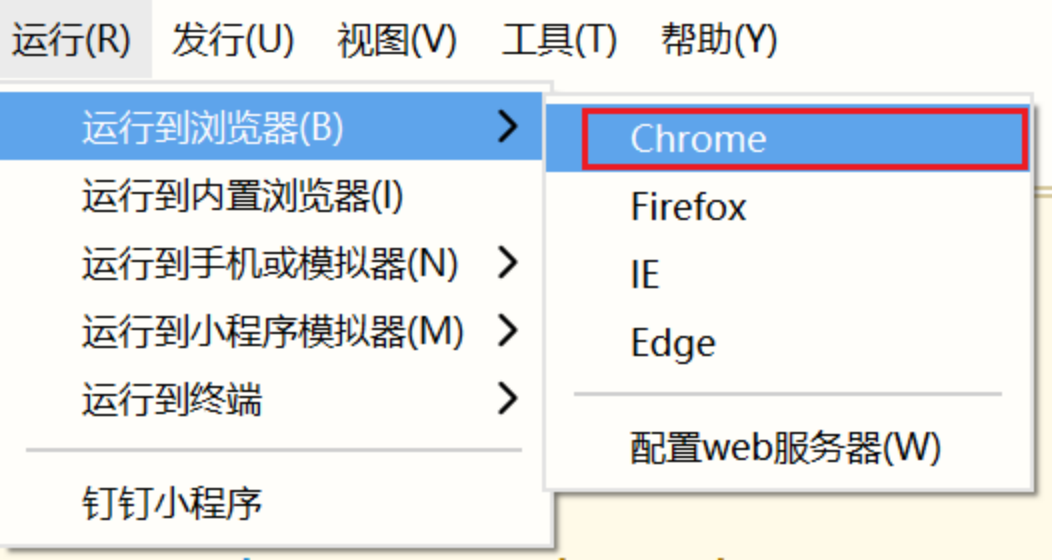 运行(R) 发行(U) 视图(V) 工具(T) 帮助(Y)
运行到浏览器(B)
运行到内置浏览器(I)
运行到手机或模拟器(N)
运行到小程序模拟器(M)
运行到终端
钉钉小程序
Chrome
Firefox
IE
Edge
配置web服务器(W)